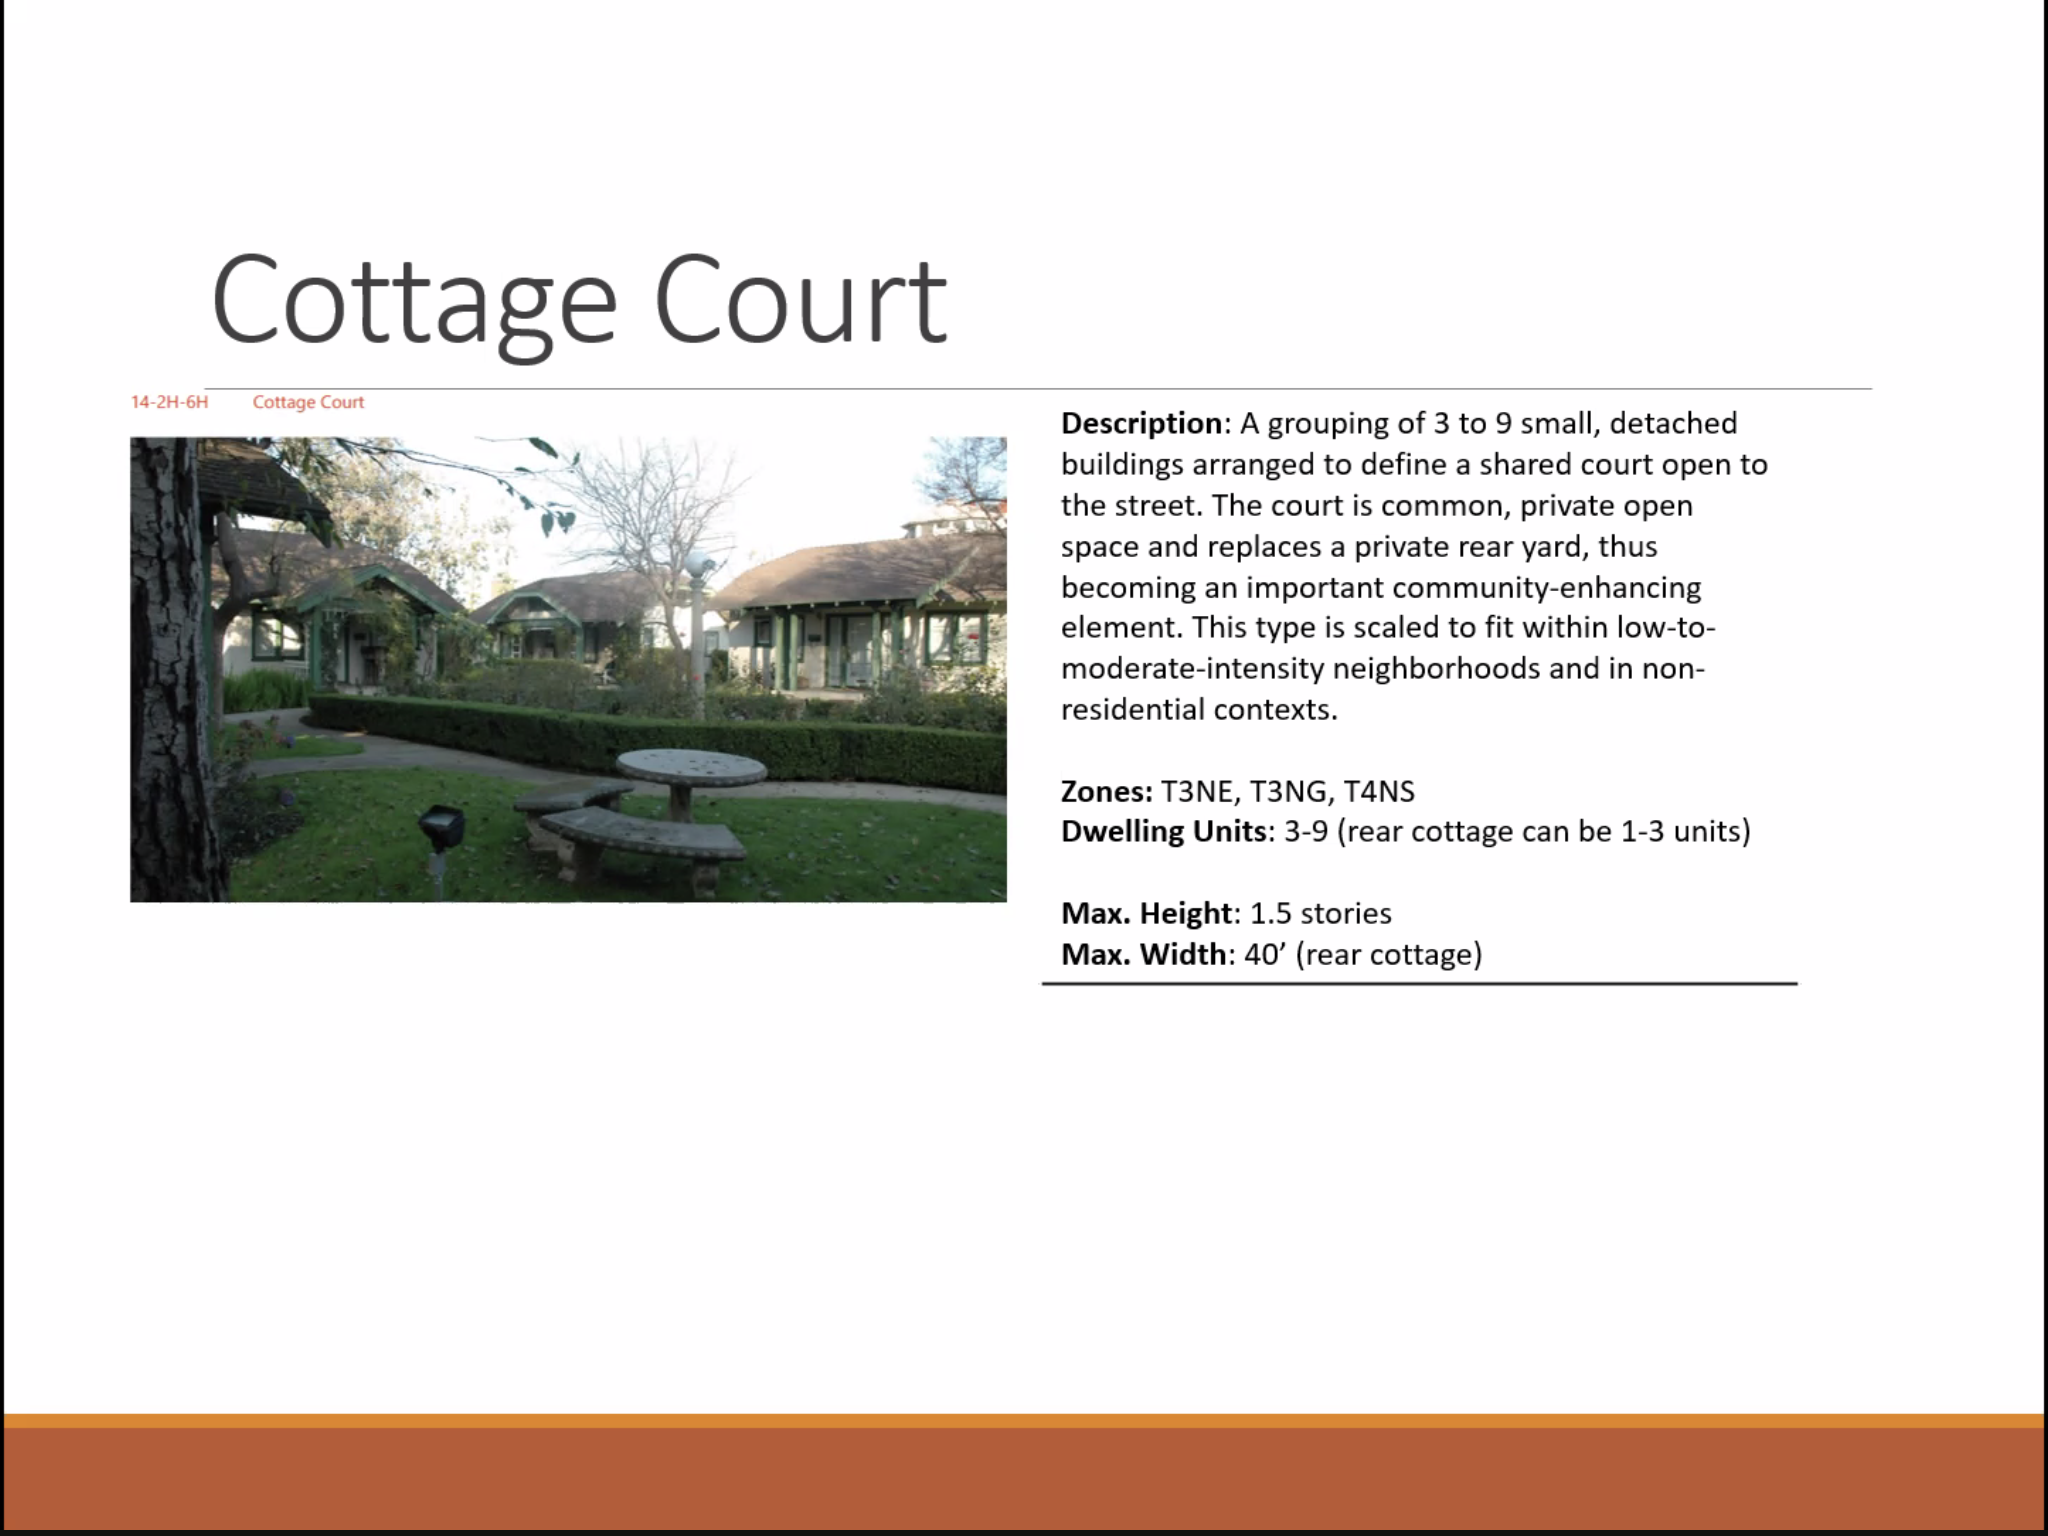 Cottage Court
14-2H-6H Cottage Court
Description: A grouping of 3 to 9 small, detached
buildings arranged to define a shared court open to
the street. The court is common, private open
space and replaces a private rear yard, thus
becoming an important community-enhancing
element. This type is scaled to fit within low-to-
moderate-intensity neighborhoods and in non-
residential contexts.
Zones: T3NE, T3NG, T4NS
Dwelling Units: 3-9 (rear cottage can be 1-3 units)
Max. Height: 1.5 stories
Max. Width: 40’ (rear cottage)